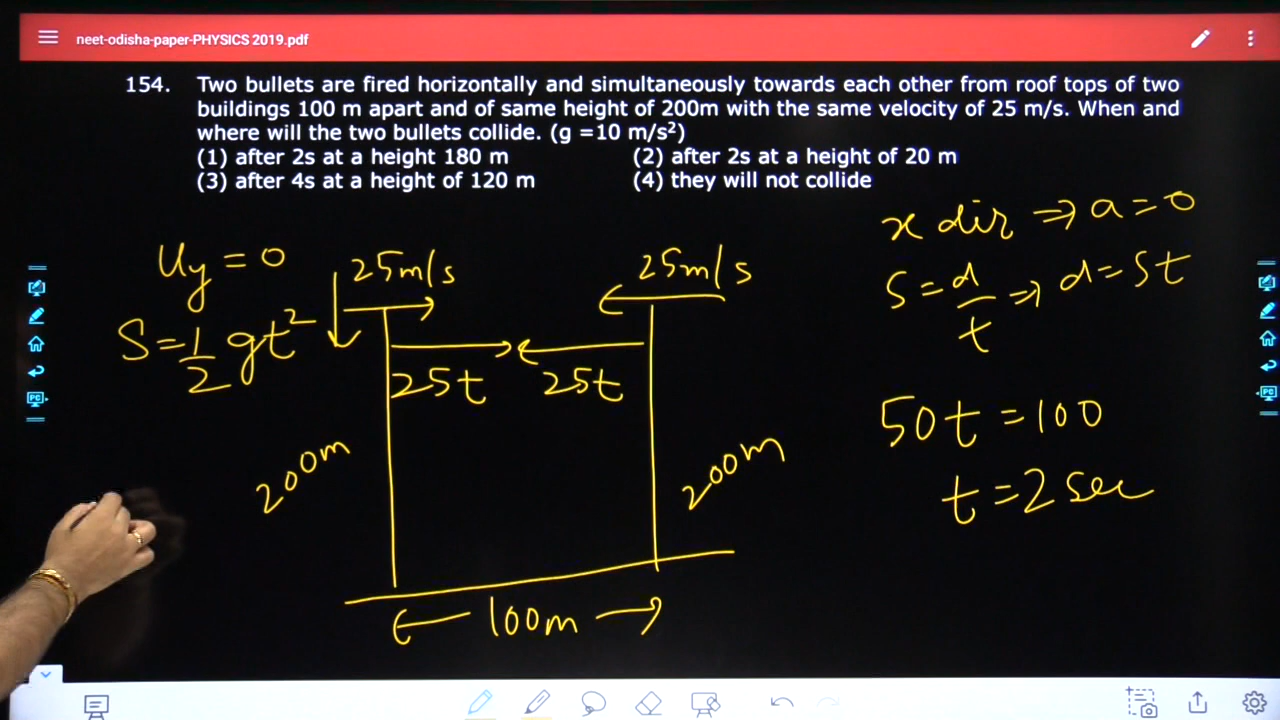 neet-odisha-paper-PHYSICS 2019.pdf
154. Two bullets are fired horizontally and simultaneously towards each other from roof tops of two
buildings 100 m apart and of same height of 200m with the same velocity of 25 m/s. When and
where will the two bullets collide. (g =10 m/s²)
(1) after 2s at a height 180 m (2) after 2s at a height of 20 m
(3) after 4s at a height of 120 m (4) they will not collide
x dir ⇒ a = 0
u_y = 0 25m/s 25m/s
S = d/t ⇒ d = St
S = 1/2 gt²
25t 25t
50t = 100
200m 200m
t = 2 sec
100m
PC
PC